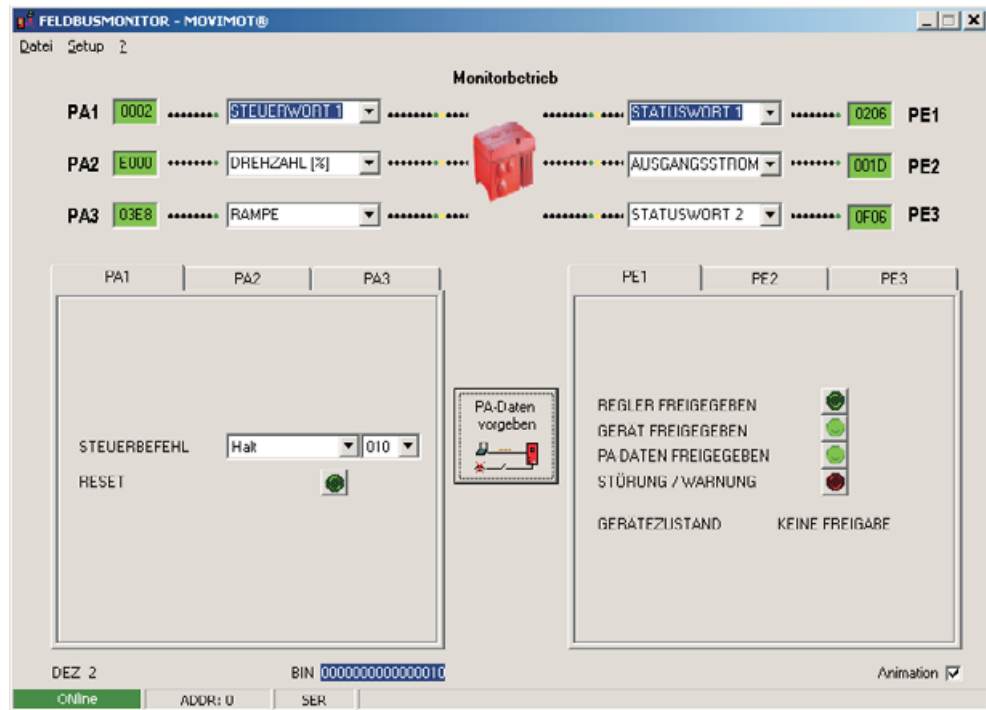 FELDBUSMONITOR - MOVIMOT®
Datei Setup ?
Monitorbetrieb
PA1 0002 STEUERWORT 1 STATUSWORT 1 0206 PE1
PA2 E000 DREHZAHL [%] AUSGANGSSTROM 001D PE2
PA3 03E8 RAMPE STATUSWORT 2 0F06 PE3
PA1 PA2 PA3 PE1 PE2 PE3
PA-Daten
vorgeben
STEUERBEFEHL Halt 010
RESET
REGLER FREIGEGEBEN
GERÄT FREIGEGEBEN
PA DATEN FREIGEGEBEN
STÖRUNG / WARNUNG
GERÄTEZUSTAND KEINE FREIGABE
DEZ 2 BIN 0000000000000010 Animation
ONline ADDR: 0 SER